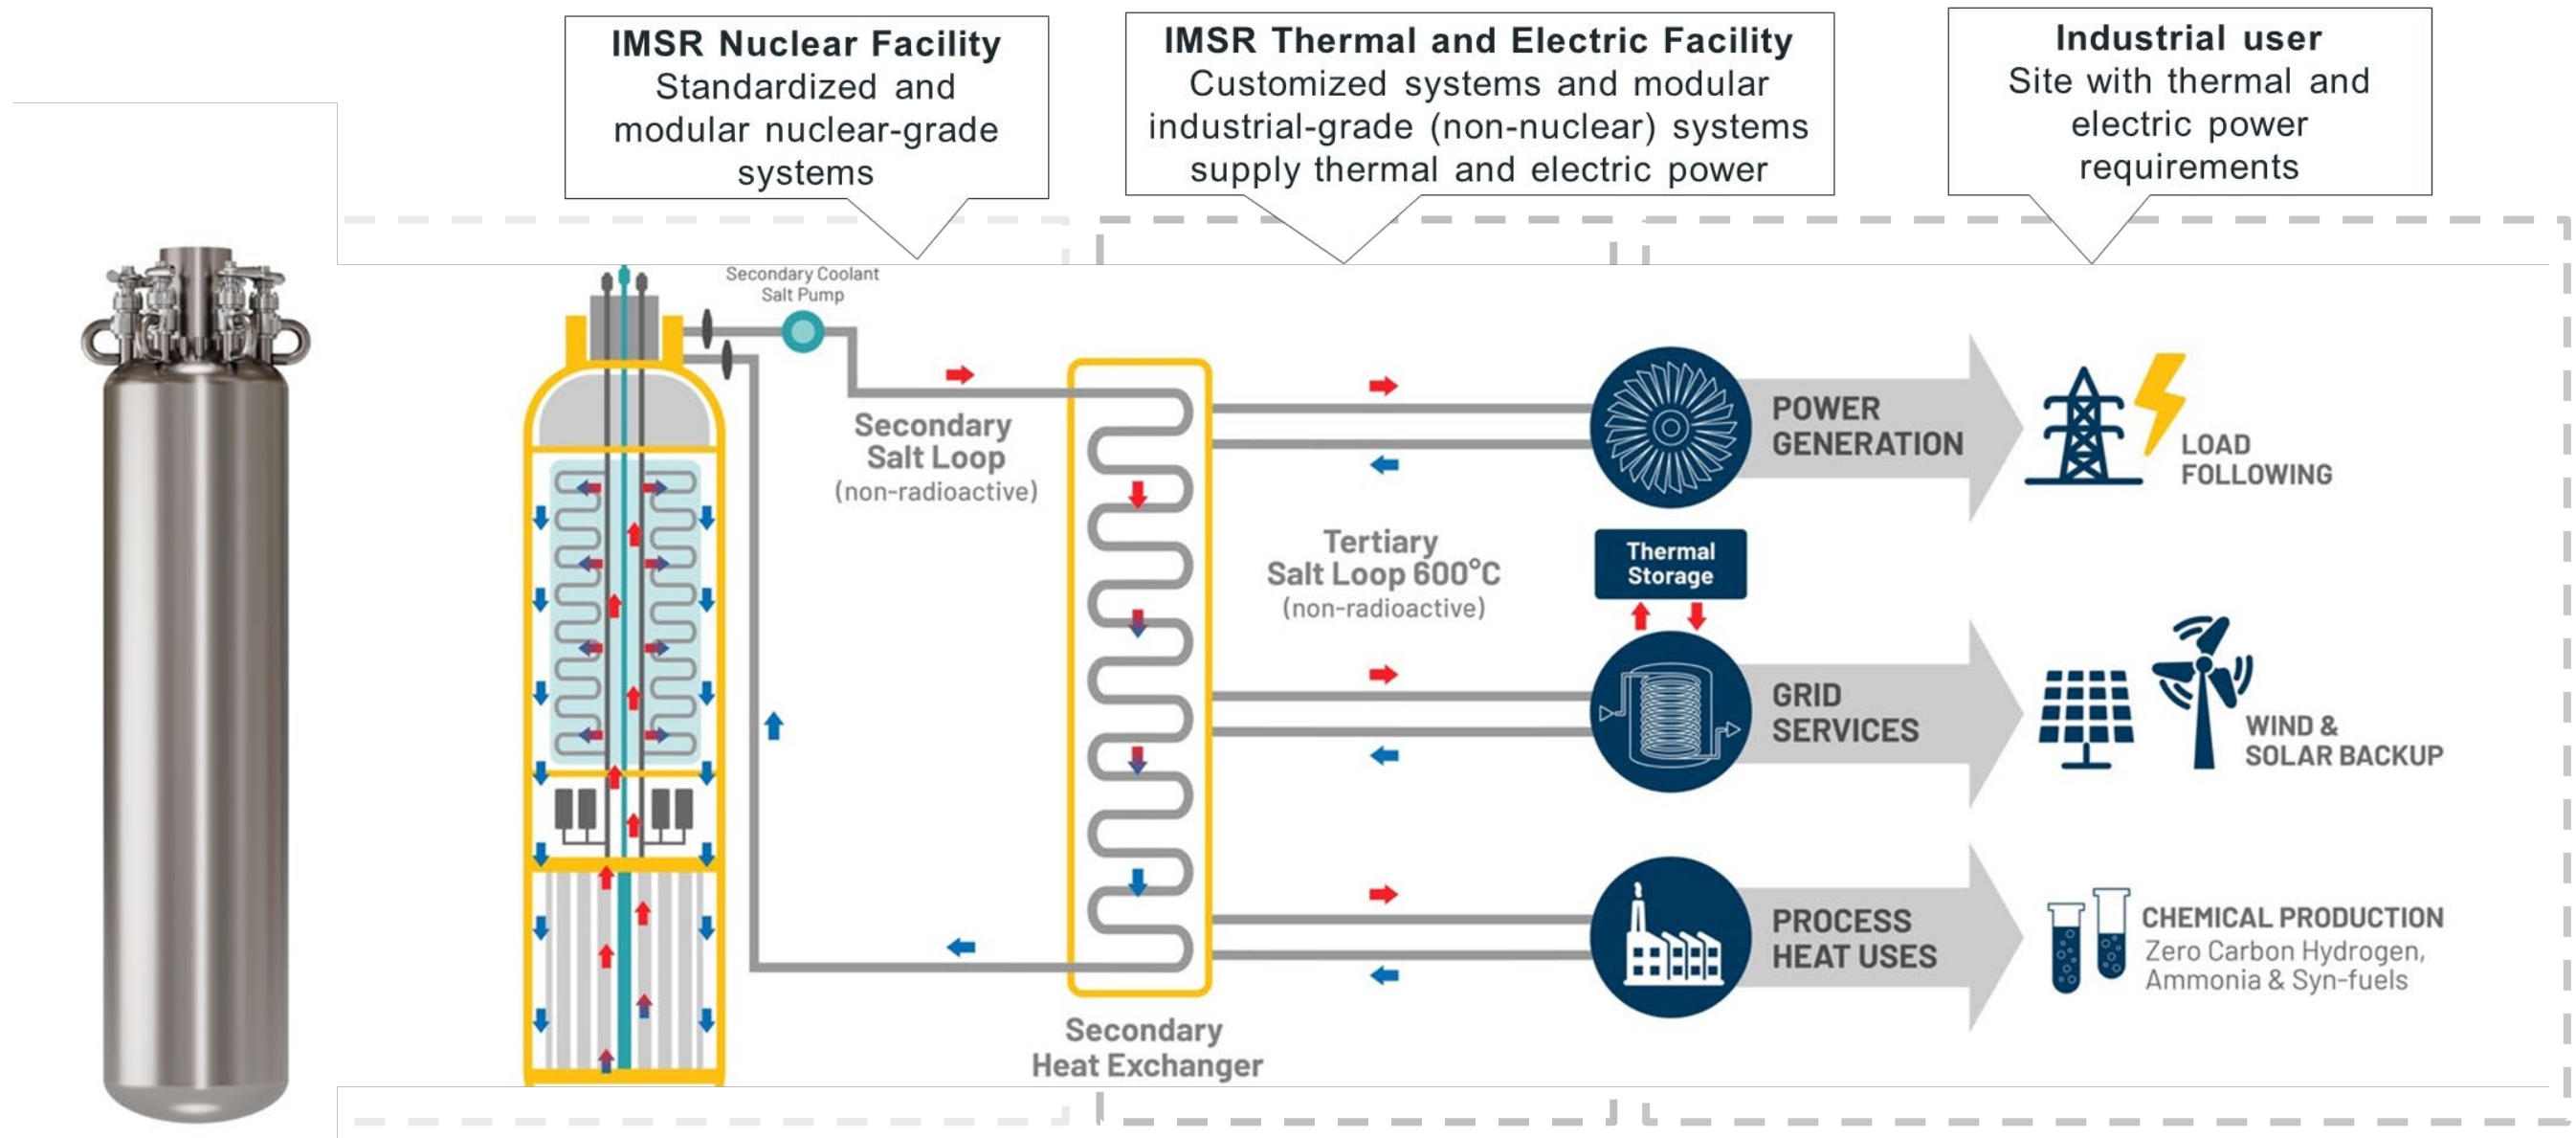 IMSR Nuclear Facility
Standardized and
modular nuclear-grade
systems
IMSR Thermal and Electric Facility
Customized systems and modular
industrial-grade (non-nuclear) systems
supply thermal and electric power
Industrial user
Site with thermal and
electric power
requirements
Secondary Coolant
Salt Pump
Secondary
Salt Loop
(non-radioactive)
Tertiary
Salt Loop 600°C
(non-radioactive)
Secondary
Heat Exchanger
POWER
GENERATION
LOAD
FOLLOWING
Thermal
Storage
GRID
SERVICES
WIND &
SOLAR BACKUP
PROCESS
HEAT USES
CHEMICAL PRODUCTION
Zero Carbon Hydrogen,
Ammonia & Syn-fuels